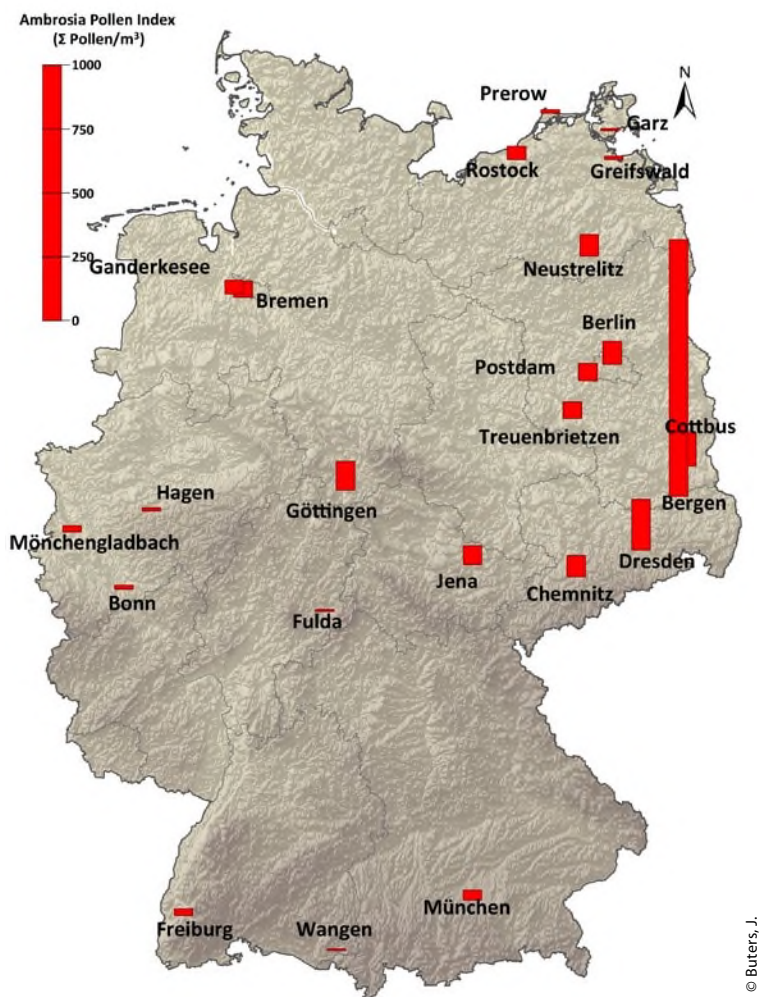 Ambrosia Pollen Index
(Σ Pollen/m³)
1000
750
500
250
0
N
Prerow
Garz
Rostock
Greifswald
Neustrelitz
Ganderkesee
Bremen
Berlin
Postdam
Treuenbrietzen
Cottbus
Hagen
Göttingen
Bergen
Mönchengladbach
Dresden
Jena
Chemnitz
Bonn
Fulda
München
Freiburg
Wangen
© Buters, J.